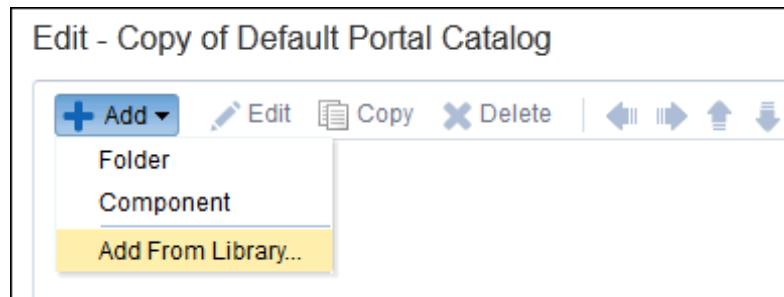 Edit - Copy of Default Portal Catalog
Add Edit Copy Delete
Folder
Component
Add From Library...